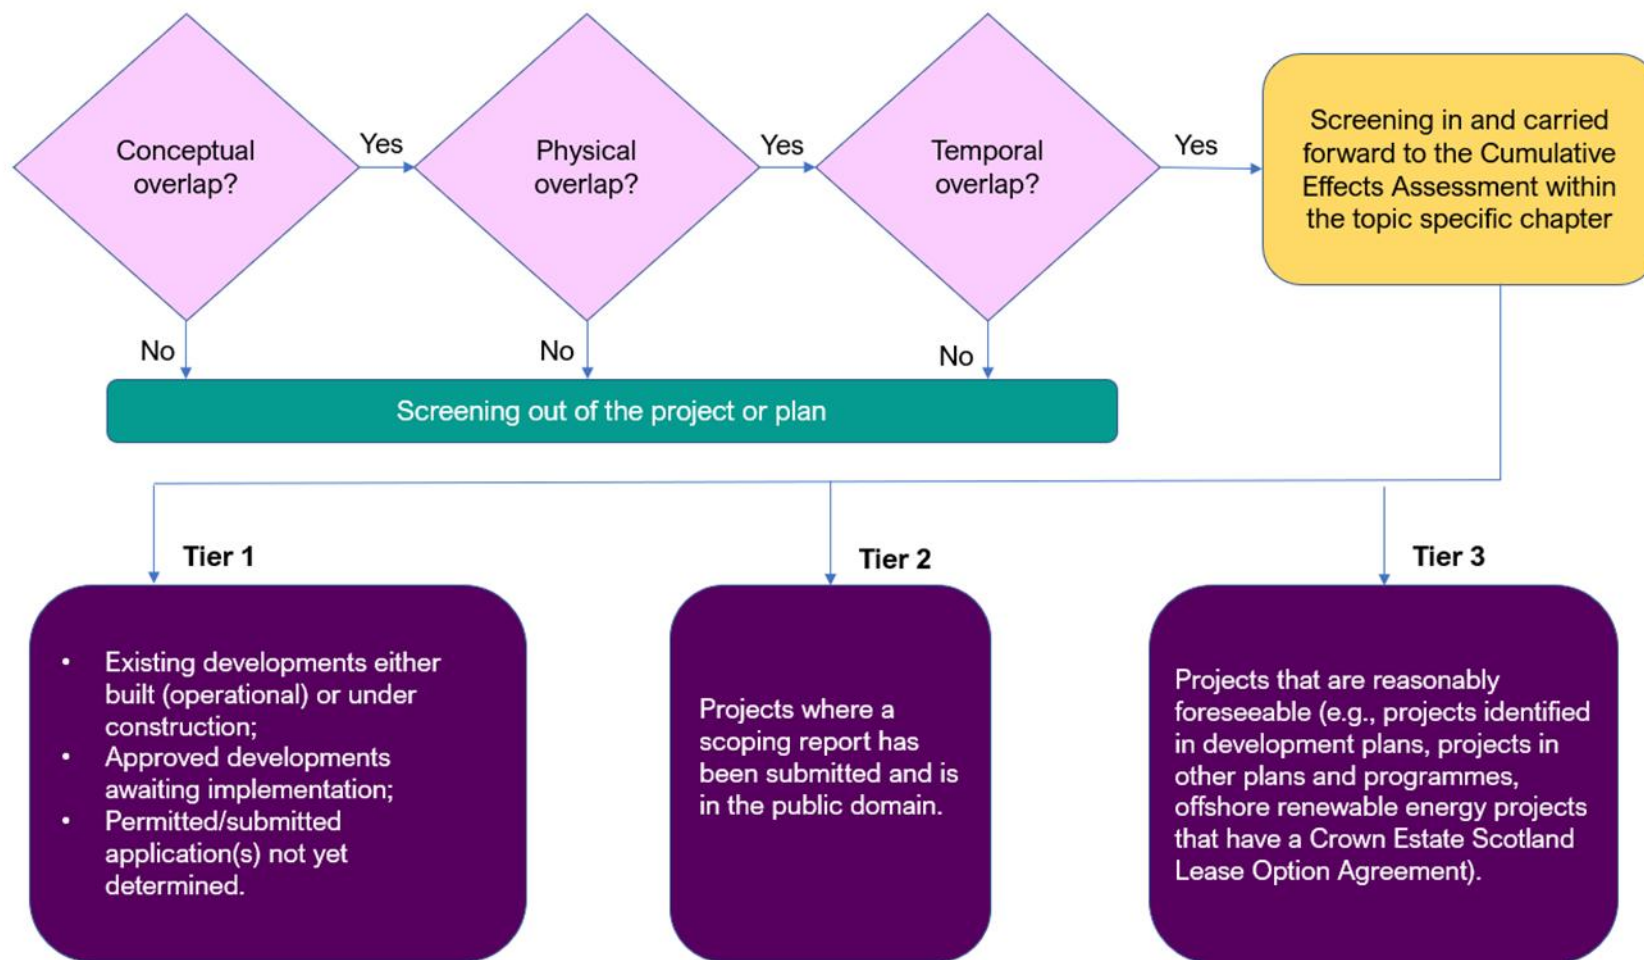 Conceptual
overlap?
Yes
Physical
overlap?
Yes
Temporal
overlap?
Yes
Screening in and carried
forward to the Cumulative
Effects Assessment within
the topic specific chapter
No
No
No
Screening out of the project or plan
Tier 1
• Existing developments either
built (operational) or under
construction;
• Approved developments
awaiting implementation;
• Permitted/submitted
application(s) not yet
determined.
Tier 2
Projects where a
scoping report has
been submitted and is
in the public domain.
Tier 3
Projects that are reasonably
foreseeable (e.g., projects identified
in development plans, projects in
other plans and programmes,
offshore renewable energy projects
that have a Crown Estate Scotland
Lease Option Agreement).